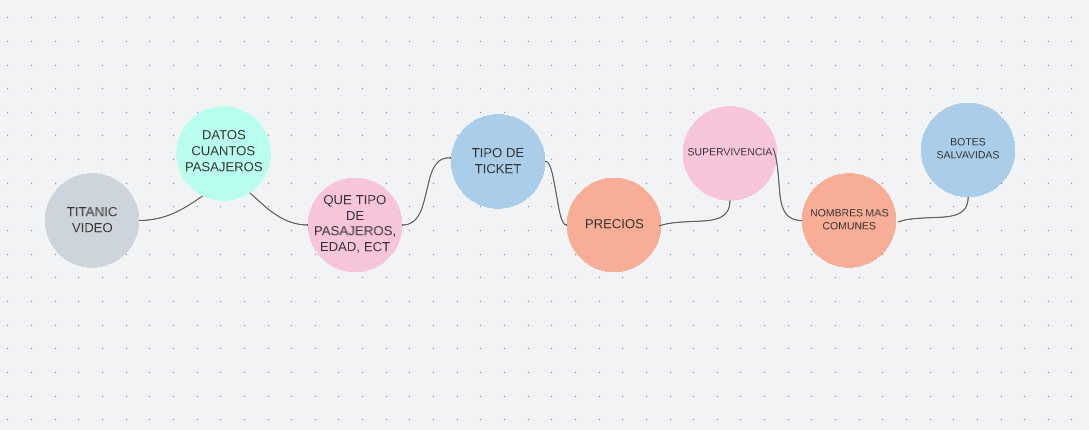 TITANIC
VIDEO
DATOS
CUANTOS
PASAJEROS
QUE TIPO
DE
PASAJEROS,
EDAD, ECT
TIPO DE
TICKET
PRECIOS
SUPERVIVENCIA
NOMBRES MAS
COMUNES
BOTES
SALVAVIDAS